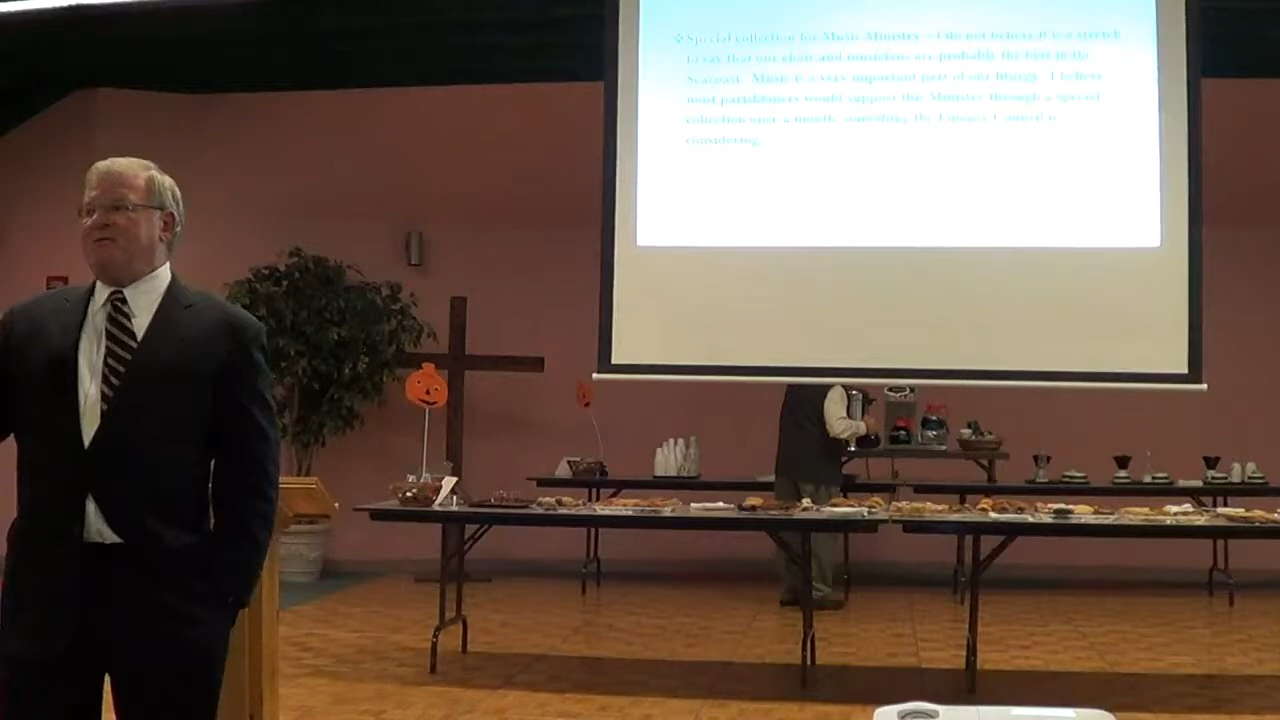 ❖ Special collection for Music Ministry – I do not believe it is a stretch
to say that our choir and musicians are probably the best in the
Seacoast. Music is a very important part of our liturgy. I believe
most parishioners would support this Ministry through a special
collection once a month, something the Finance Council is
considering.